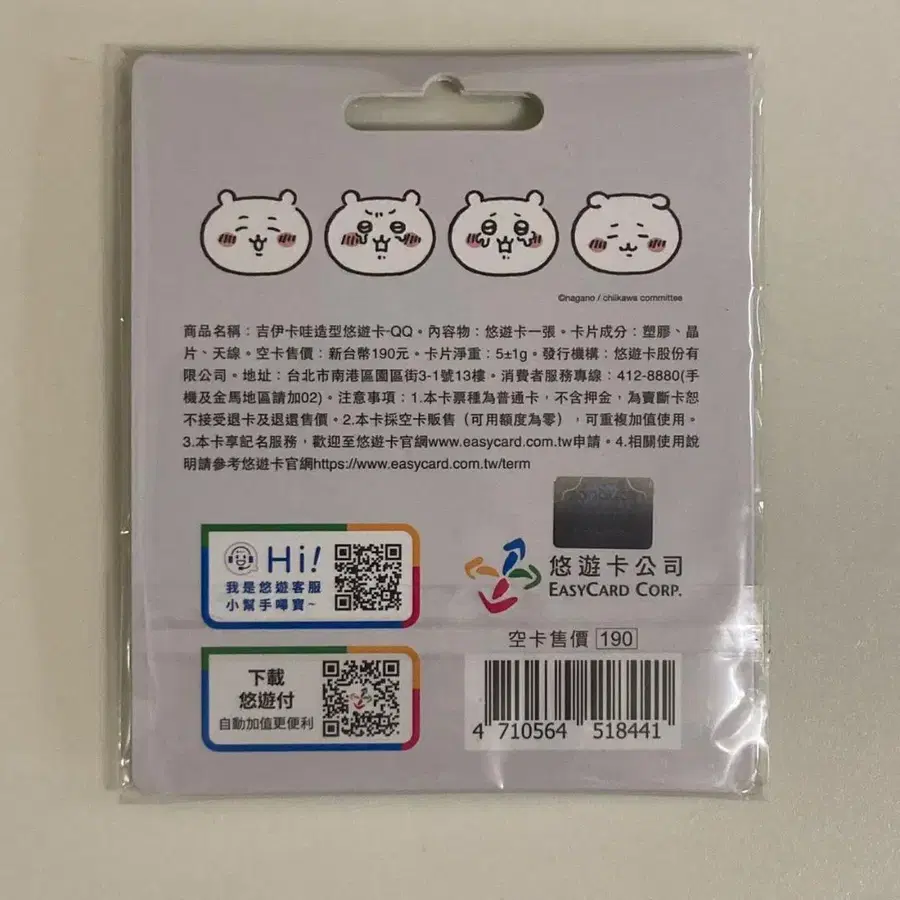 ©nagano / chiikawa committee
商品名稱：吉伊卡哇造型悠遊卡-QQ。內容物：悠遊卡一張。卡片成分：塑膠、晶
片、天線。空卡售價：新台幣190元。卡片淨重：5±1g。發行機構：悠遊卡股份有
限公司。地址：台北市南港區園區街3-1號13樓。消費者服務專線：412-8880(手
機及金馬地區請加02)。注意事項：1.本卡票種為普通卡，不含押金，為賣斷卡恕
不接受退卡及退還售價。2.本卡採空卡販售（可用額度為零），可重複加值使用。
3.本卡享記名服務，歡迎至悠遊卡官網www.easycard.com.tw申請。4.相關使用說
明請參考悠遊卡官網https://www.easycard.com.tw/term
Hi!
我是悠遊客服
小幫手嗶寶~
悠遊卡公司
EASYCARD CORP.
空卡售價 190
下載
悠遊付
自動加值更便利
4 710564 518441